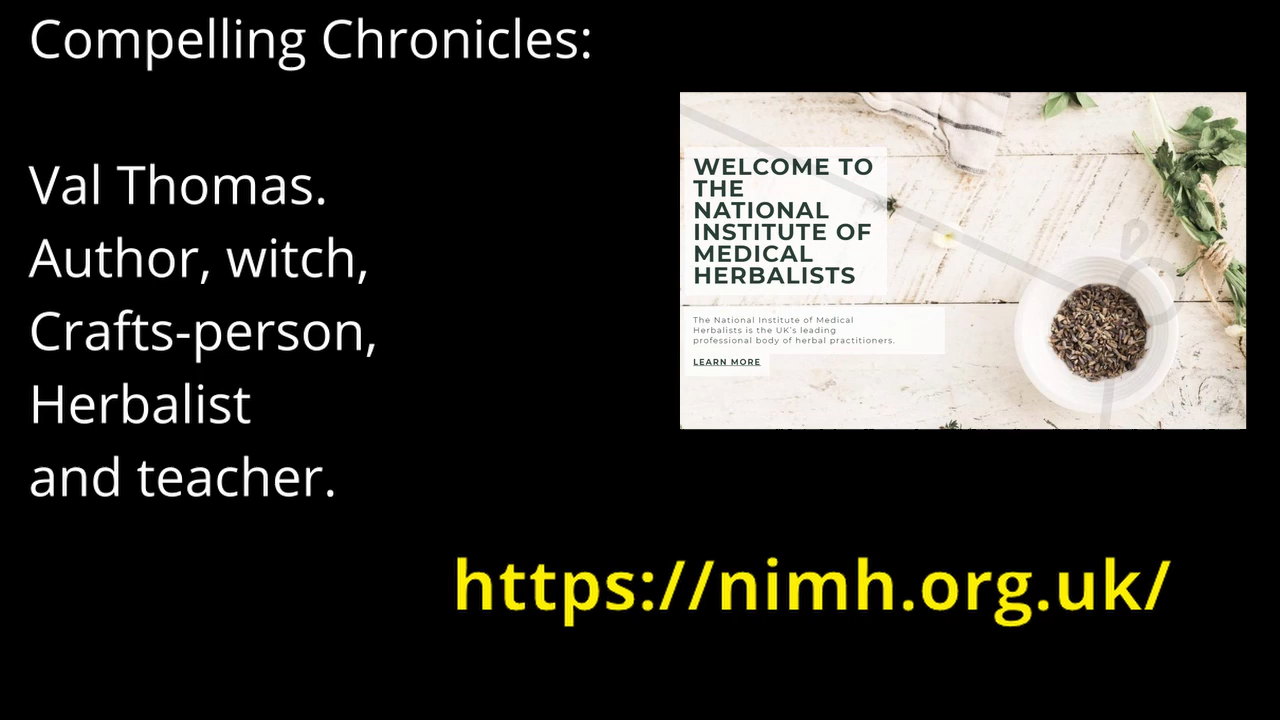 Compelling Chronicles:
Val Thomas.
Author, witch,
Crafts-person,
Herbalist
and teacher.
WELCOME TO
THE
NATIONAL
INSTITUTE OF
MEDICAL
HERBALISTS
The National Institute of Medical
Herbalists is the UK's leading
professional body of herbal practitioners.
LEARN MORE
https://nimh.org.uk/